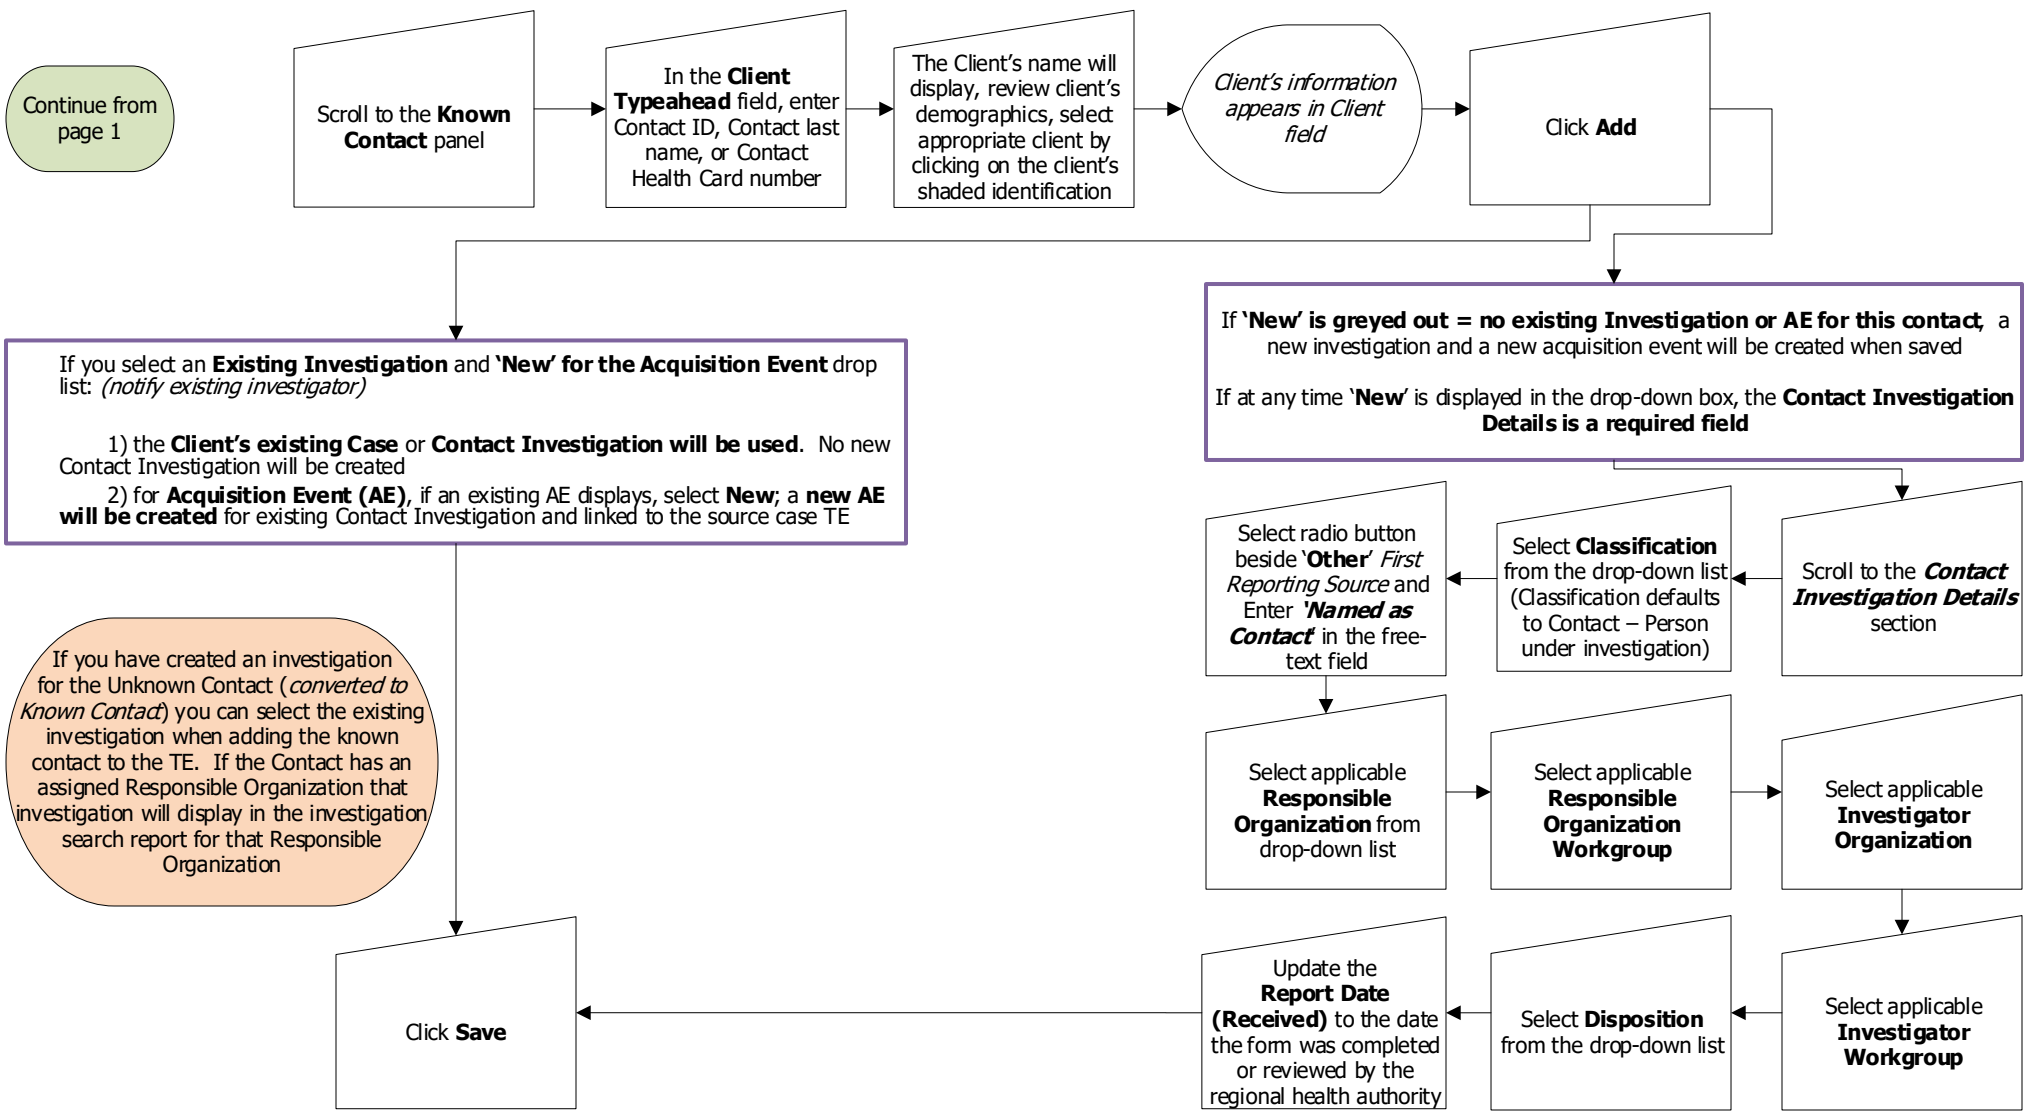 Continue from
page 1
Scroll to the Known
Contact panel
In the Client
Typeahead field, enter
Contact ID, Contact last
name, or Contact
Health Card number
The Client’s name will
display, review client’s
demographics, select
appropriate client by
clicking on the client’s
shaded identification
Client’s information
appears in Client
field
Click Add
If you select an Existing Investigation and ‘New’ for the Acquisition Event drop
list: (notify existing investigator)
1) the Client’s existing Case or Contact Investigation will be used. No new
Contact Investigation will be created
2) for Acquisition Event (AE), if an existing AE displays, select New; a new AE
will be created for existing Contact Investigation and linked to the source case TE
If ‘New’ is greyed out = no existing Investigation or AE for this contact, a
new investigation and a new acquisition event will be created when saved
If at any time ‘New’ is displayed in the drop-down box, the Contact Investigation
Details is a required field
Scroll to the Contact
Investigation Details
section
Select Classification
from the drop-down list
(Classification defaults
to Contact – Person
under investigation)
Select radio button
beside ‘Other’ First
Reporting Source and
Enter ‘Named as
Contact’ in the free-
text field
Select applicable
Responsible
Organization from
drop-down list
Select applicable
Responsible
Organization
Workgroup
Select applicable
Investigator
Organization
Select applicable
Investigator
Workgroup
Select Disposition
from the drop-down list
Update the
Report Date
(Received) to the date
the form was completed
or reviewed by the
regional health authority
Click Save
If you have created an investigation
for the Unknown Contact (converted to
Known Contact) you can select the existing
investigation when adding the known
contact to the TE. If the Contact has an
assigned Responsible Organization that
investigation will display in the investigation
search report for that Responsible
Organization